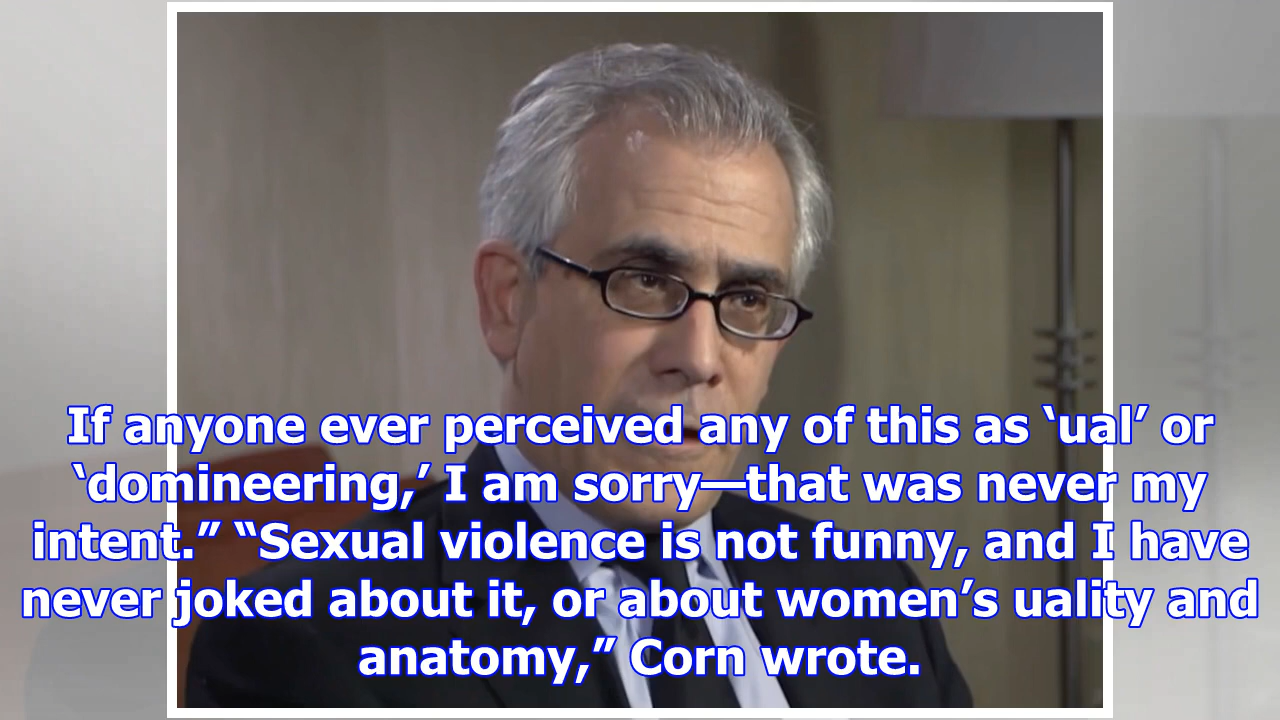 If anyone ever perceived any of this as ‘ual’ or
‘domineering,’ I am sorry—that was never my
intent.” “Sexual violence is not funny, and I have
never joked about it, or about women’s uality and
anatomy,” Corn wrote.